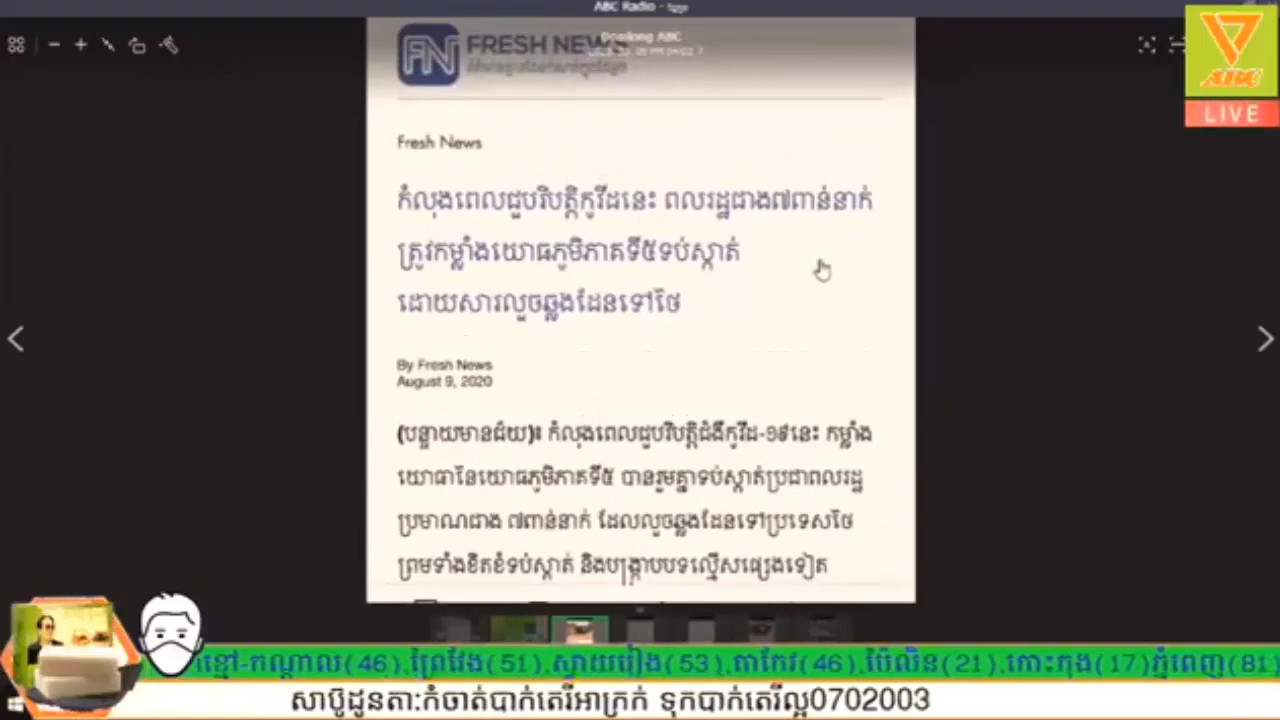 ABC Radio -
Domlong ABC
FRESH NEWS
Fresh News
កំលុងពេលជួបវិបត្តិកូវីដនេះ ពលរដ្ឋជាង៧ពាន់នាក់
ត្រូវកម្លាំងយោធភូមិភាគទី៥ទប់ស្កាត់
ដោយសារលួចឆ្លងដែនទៅថៃ
By Fresh News
August 9, 2020
(បន្ទាយមានជ័យ)៖ កំលុងពេលជួបវិបត្តិជំងឺកូវីដ-១៩នេះ កម្លាំង
យោធានៃយោធភូមិភាគទី៥ បានរួមគ្នាទប់ស្កាត់ប្រជាពលរដ្ឋ
ប្រមាណជាង ៧ពាន់នាក់ ដែលលួចឆ្លងដែនទៅប្រទេសថៃ
ព្រមទាំងខិតខំទប់ស្កាត់ និងបង្ក្រាបបទល្មើសផ្សេងទៀត
ABC
LIVE
ខ្មៅ-កណ្តាល(46),ព្រៃវែង(51),ស្វាយរៀង(53),តាកែវ(46),ប៉ៃលិន(21),កោះកុង(17)ភ្នំពេញ(81)
សាប៊ូដូនតា:កំចាត់បាក់តេរីអាក្រក់ ទុកបាក់តេរីល្អ0702003